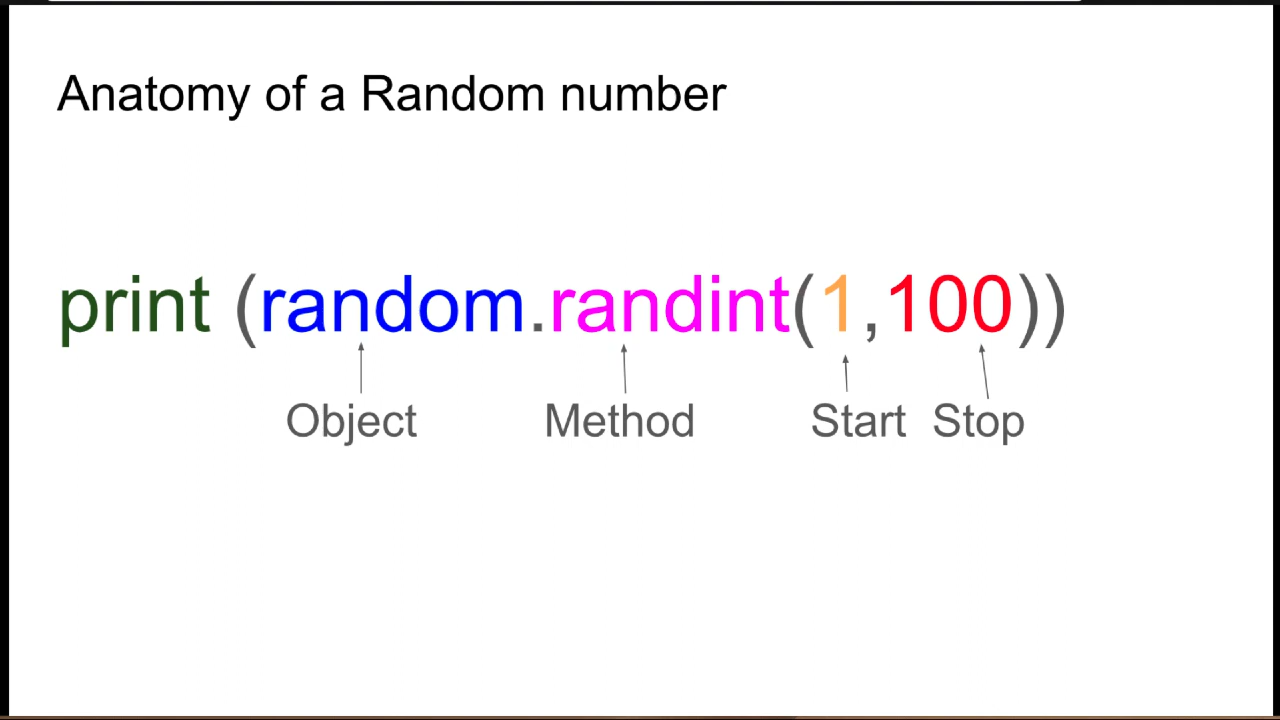 Anatomy of a Random number
print (random.randint(1,100))
Object Method Start Stop